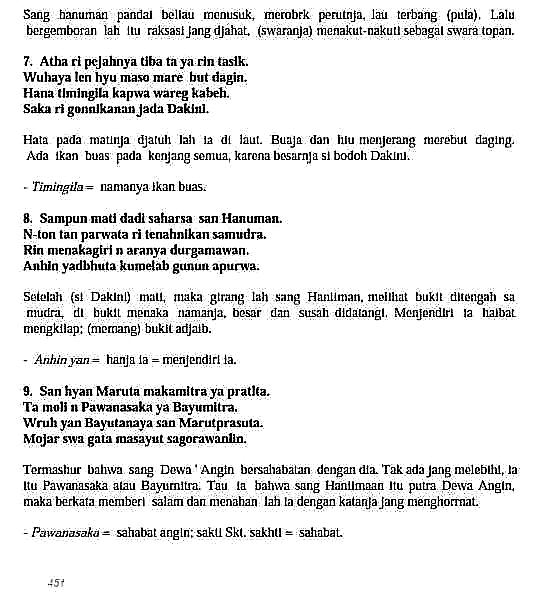 Sang hanuman pandai beliau menusuk, merobrk perutnja, lau terbang (pula). Lalu
bergemboran lah itu raksasi jang djahat, (swaranja) menakut-nakuti sebagai swara topan.
7. Atha ri pejahnya tiba ta ya rin tasik.
Wuhaya len hyu maso mare but dagin.
Hana timingila kapwa wareg kabeh.
Saka ri gonnikanan jada Dakini.
Hata pada matinja djatuh lah ia di laut. Buaja dan hiu menjerang merebut daging.
Ada ikan buas pada kenjang semua, karena besarnja si bodoh Dakini.
- Timingila = namanya ikan buas.
8. Sampun mati dadi saharsa san Hanuman.
N-ton tan parwata ri tenahnikan samudra.
Rin menakagiri n aranya durgamawan.
Anhin yadbhuta kumelab gunun apurwa.
Setelah (si Dakini) mati, maka girang lah sang Haniiman, melihat bukit ditengah sa
mudra, di bukit menaka namanja, besar dan susah didatangi. Menjendiri ia haibat
mengkilap; (memang) bukit adjaib.
- Anhin yan = hanja ia = menjendiri ia.
9. San hyan Maruta makamitra ya pratita.
Ta moli n Pawanasaka ya Bayumitra.
Wruh yan Bayutanaya san Marutprasuta.
Mojar swa gata masayut sagorawanlin.
Termashur bahwa sang Dewa ' Angin bersahabatan dengan dia. Tak ada jang melebihi, ia
itu Pawanasaka atau Bayumitra. Tau ia bahwa sang Haniimaan itu putra Dewa Angin,
maka berkata memberi salam dan menahan lah ia dengan katanja jang menghorrnat.
- Pawanasaka = sahabat angin; sakti Skt. sakhti = sahabat.
451